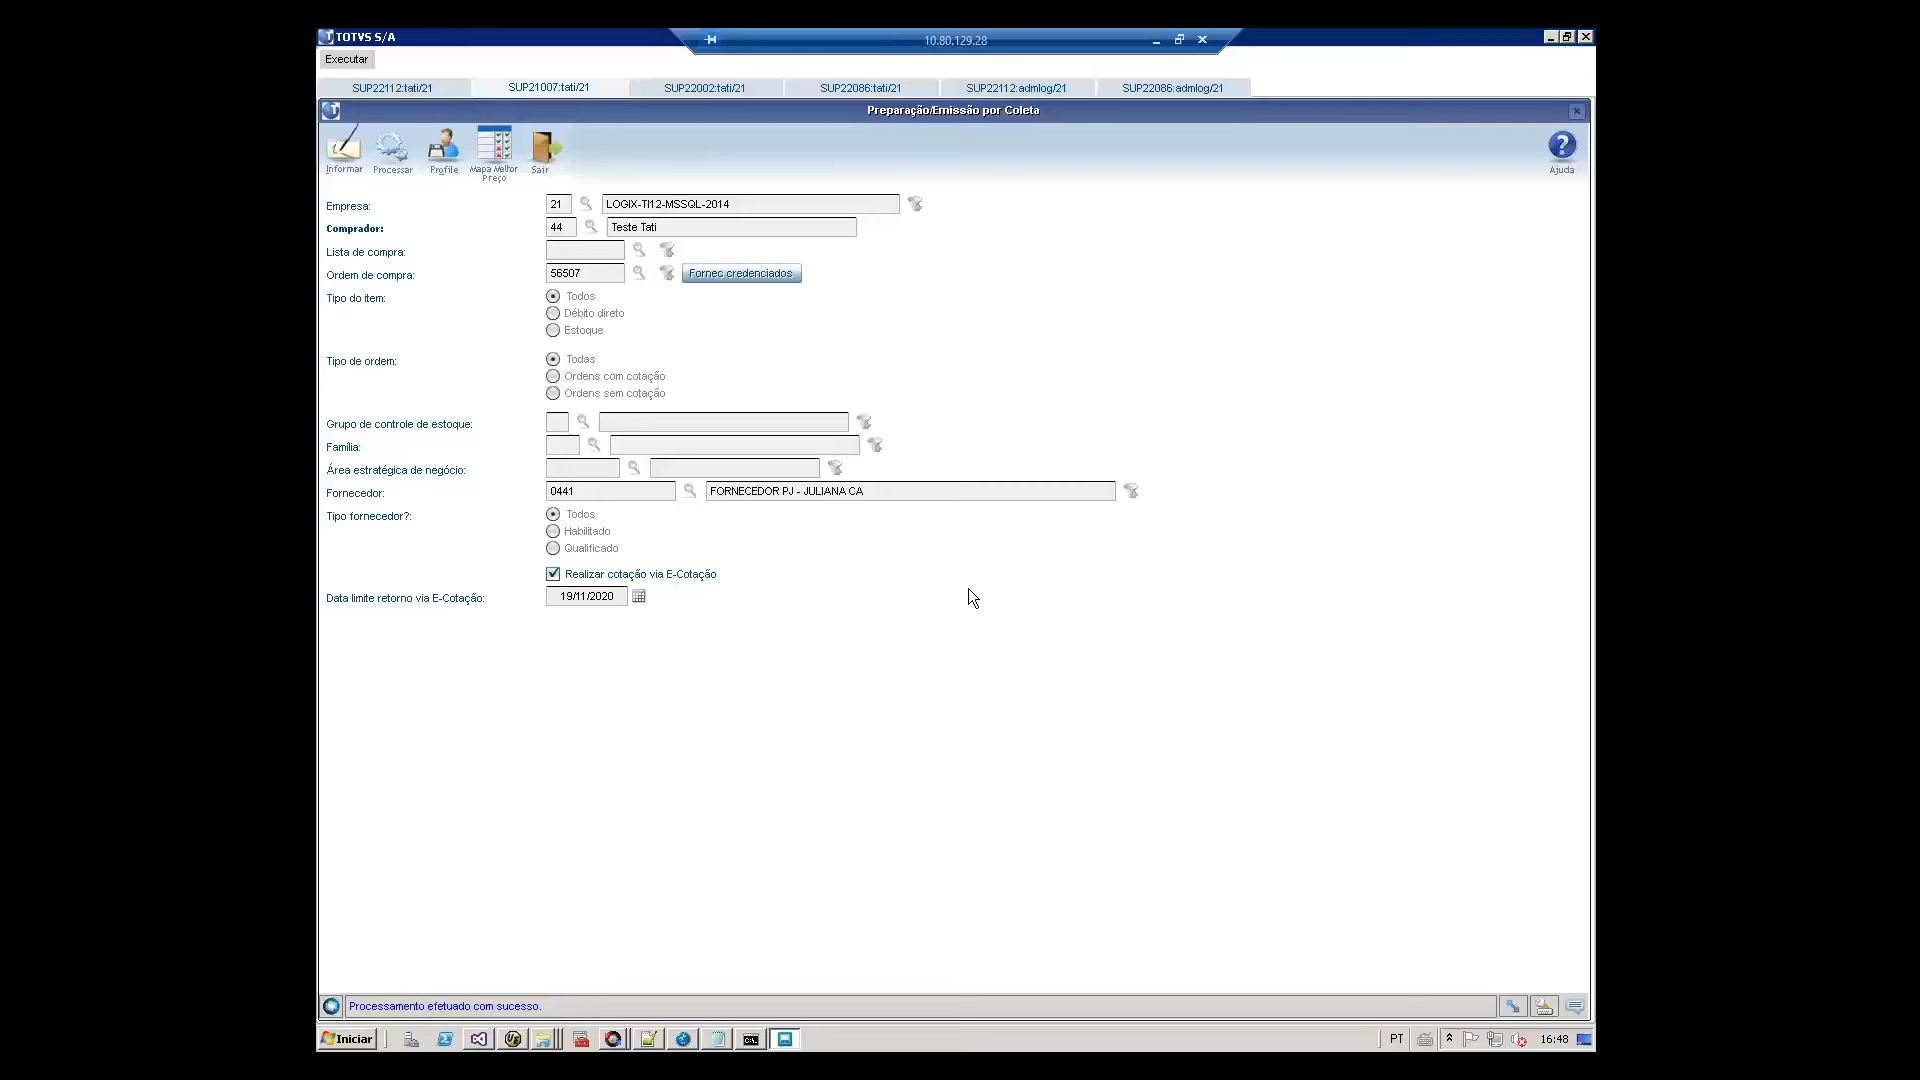 TOTVS S/A
10.80.129.28
Executar
SUP22112:tati/21 SUP21007:tati/21 SUP22002:tati/21 SUP22086:tati/21 SUP22112:admlog/21 SUP22086:admlog/21
Preparação/Emissão por Coleta
Informar Processar Profile Mapa Melhor Preço Sair Ajuda
Empresa: 21 LOGIX-TI12-MSSQL-2014
Comprador: 44 Teste Tati
Lista de compra:
Ordem de compra: 56507 Fornec credenciados
Tipo do item: Todos
Débito direto
Estoque
Tipo de ordem: Todas
Ordens com cotação
Ordens sem cotação
Grupo de controle de estoque:
Família:
Área estratégica de negócio:
Fornecedor: 0441 FORNECEDOR PJ - JULIANA CA
Tipo fornecedor?: Todos
Habilitado
Qualificado
Realizar cotação via E-Cotação
Data limite retorno via E-Cotação: 19/11/2020
Processamento efetuado com sucesso.
Iniciar PT 16:48